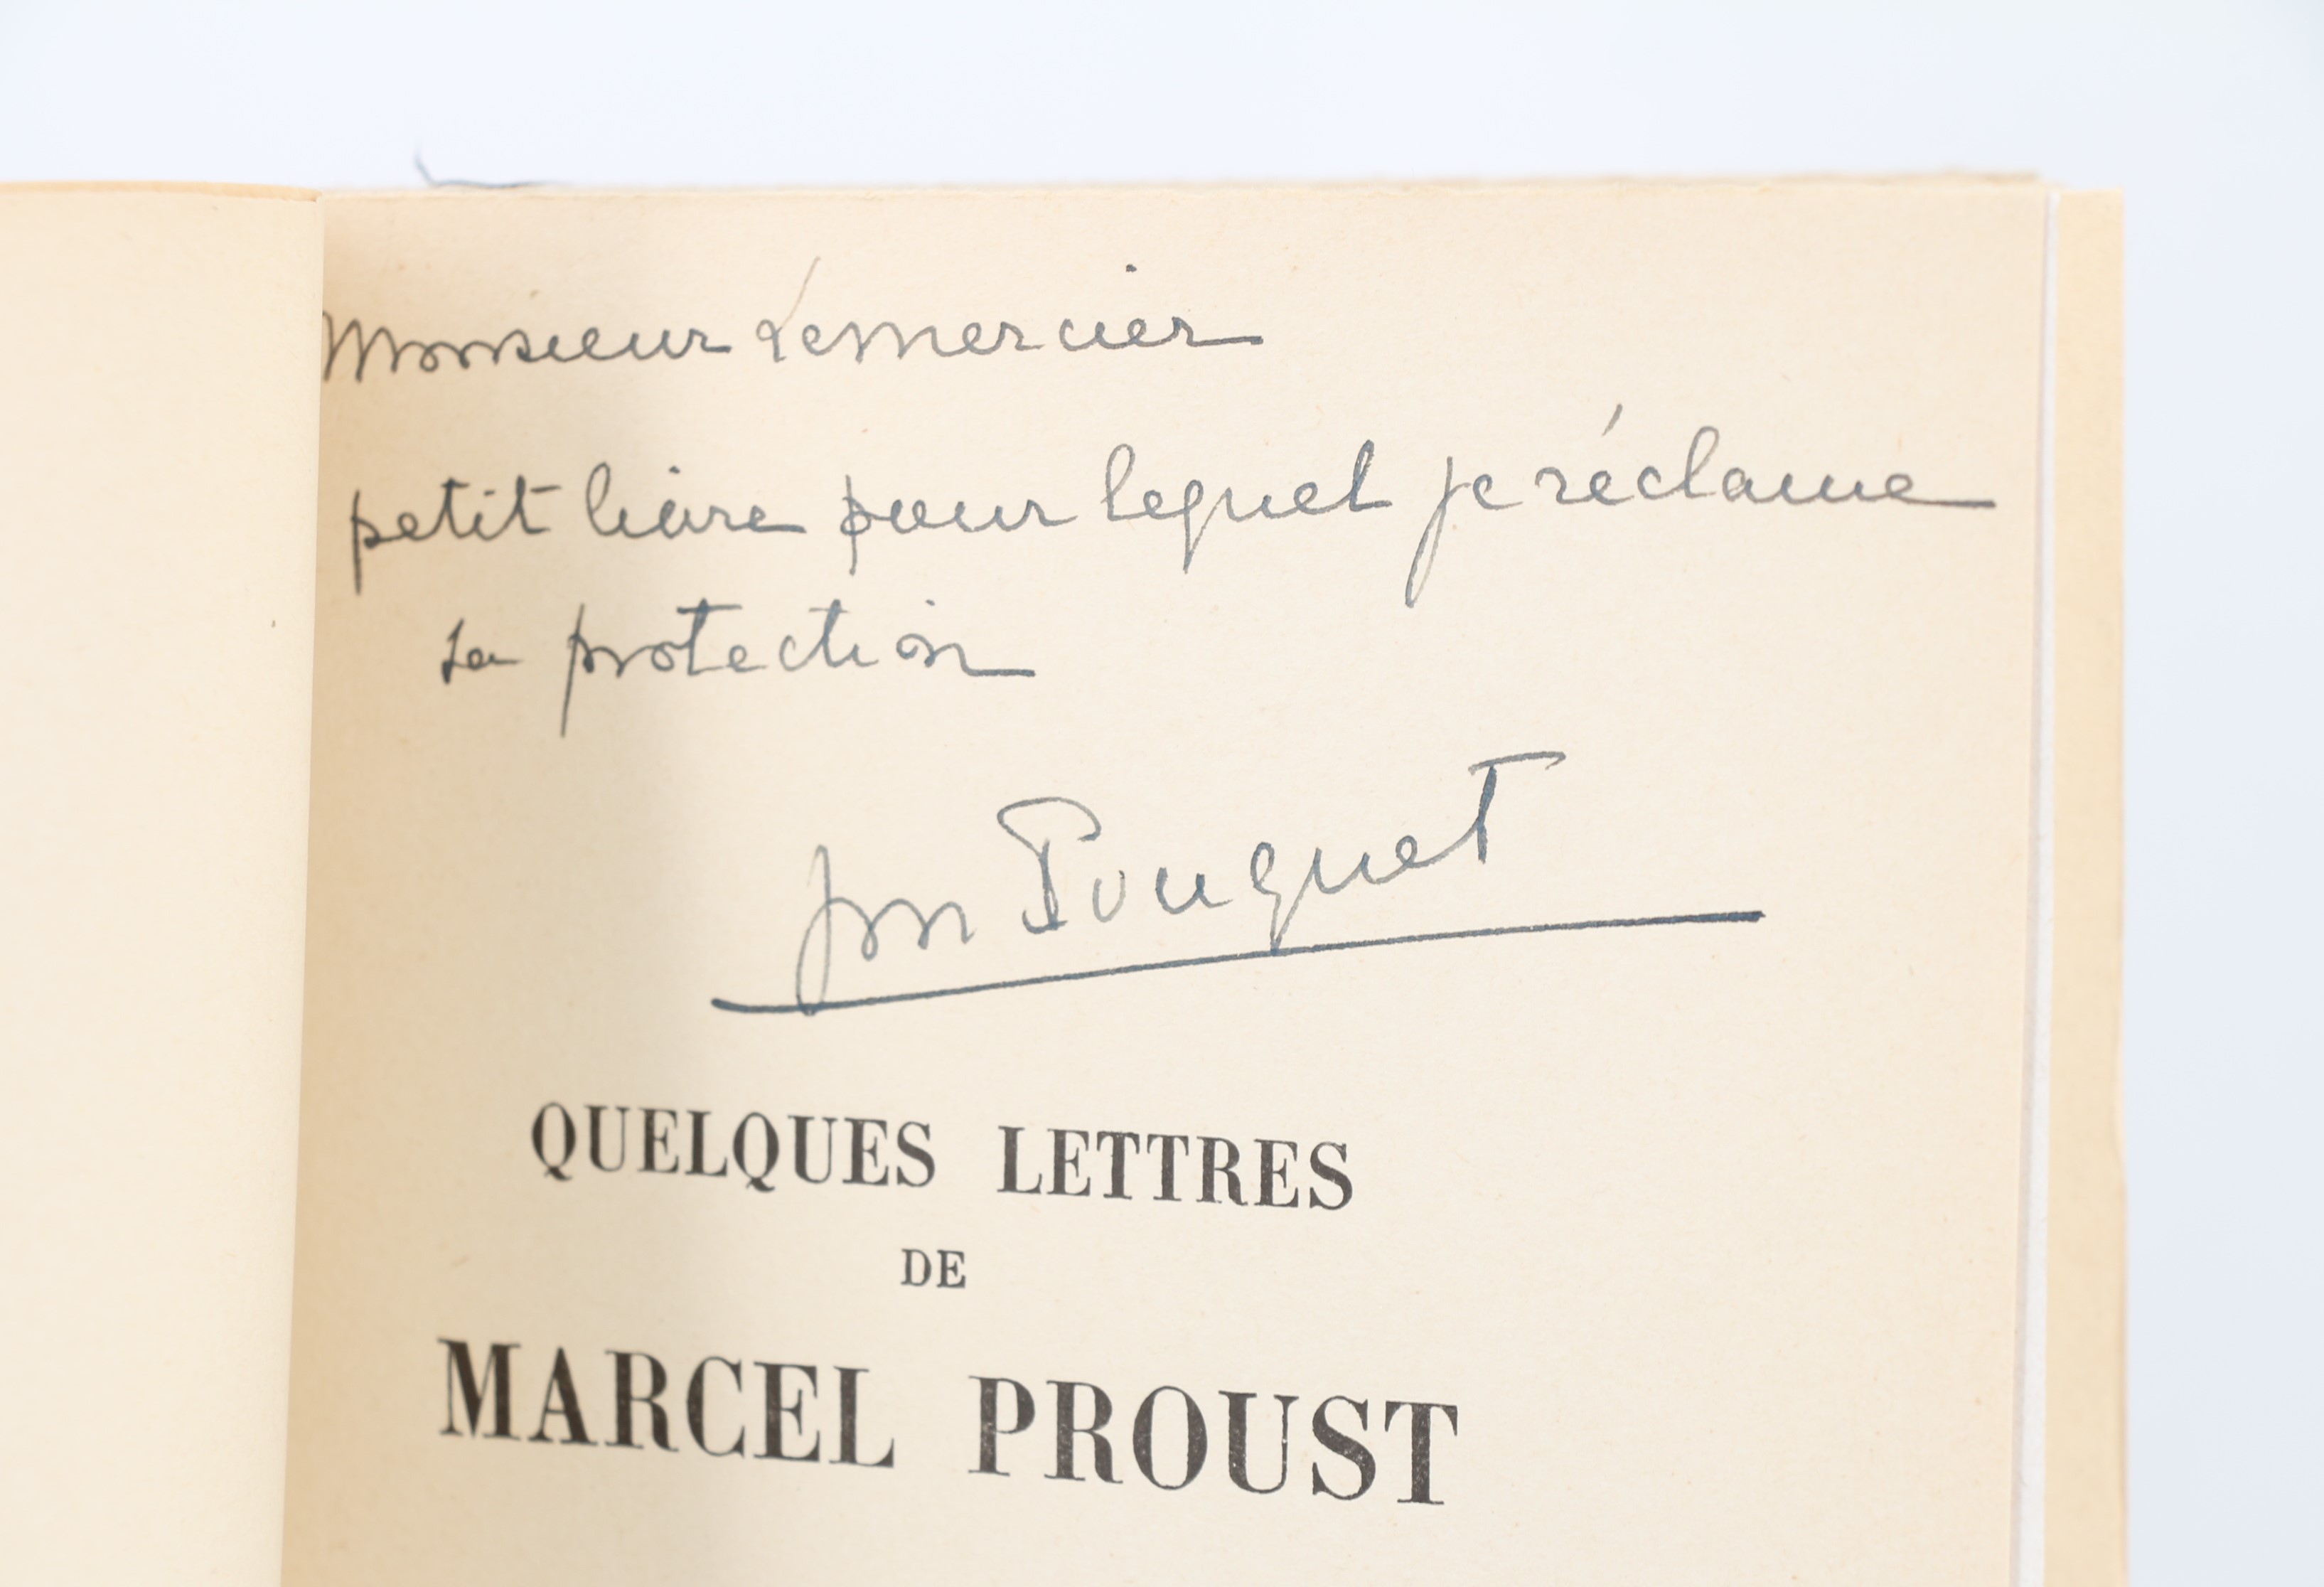 Monsieur Lemercier
petit livre pour lequel je réclame
sa protection
Jm Pouquet
QUELQUES LETTRES
DE
MARCEL PROUST